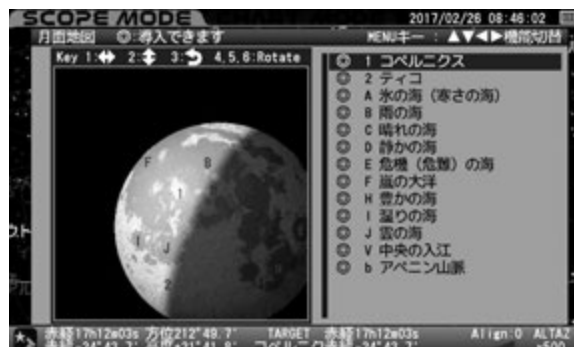 SCOPE MODE 2017/02/26 08:46:02
月面地図 ◎:導入できます MENUキー : ▲▼◀▶機能切替
Key 1:↔ 2:↕ 3:⮌ 4,5,6:Rotate
◎ 1 コペルニクス
◎ 2 ティコ
◎ A 氷の海（寒さの海）
◎ B 雨の海
◎ C 晴れの海
◎ D 静かの海
◎ E 危機（危難）の海
◎ F 嵐の大洋
◎ H 豊かの海
◎ I 湿りの海
◎ J 雲の海
◎ V 中央の入江
◎ b アペニン山脈
F B
1
I J
2
赤経17h12m03s 方位212°49.7' TARGET 赤経17h12m03s Align:0 ALTAZ